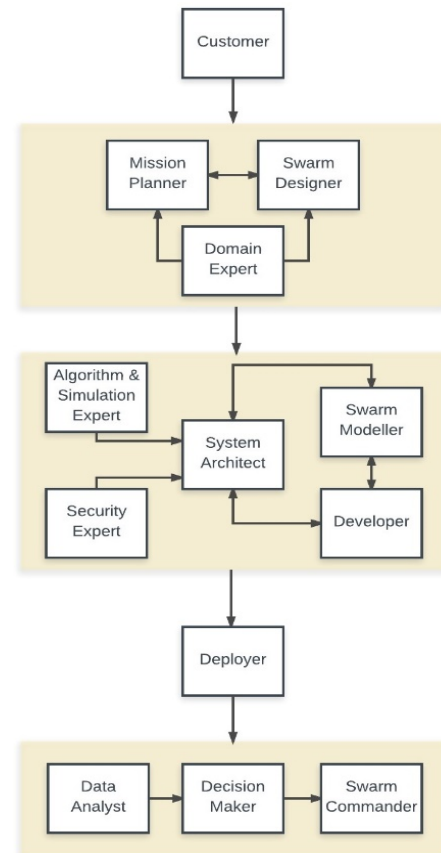 Customer
Mission
Planner
Swarm
Designer
Domain
Expert
Algorithm &
Simulation
Expert
System
Architect
Swarm
Modeller
Security
Expert
Developer
Deployer
Data
Analyst
Decision
Maker
Swarm
Commander